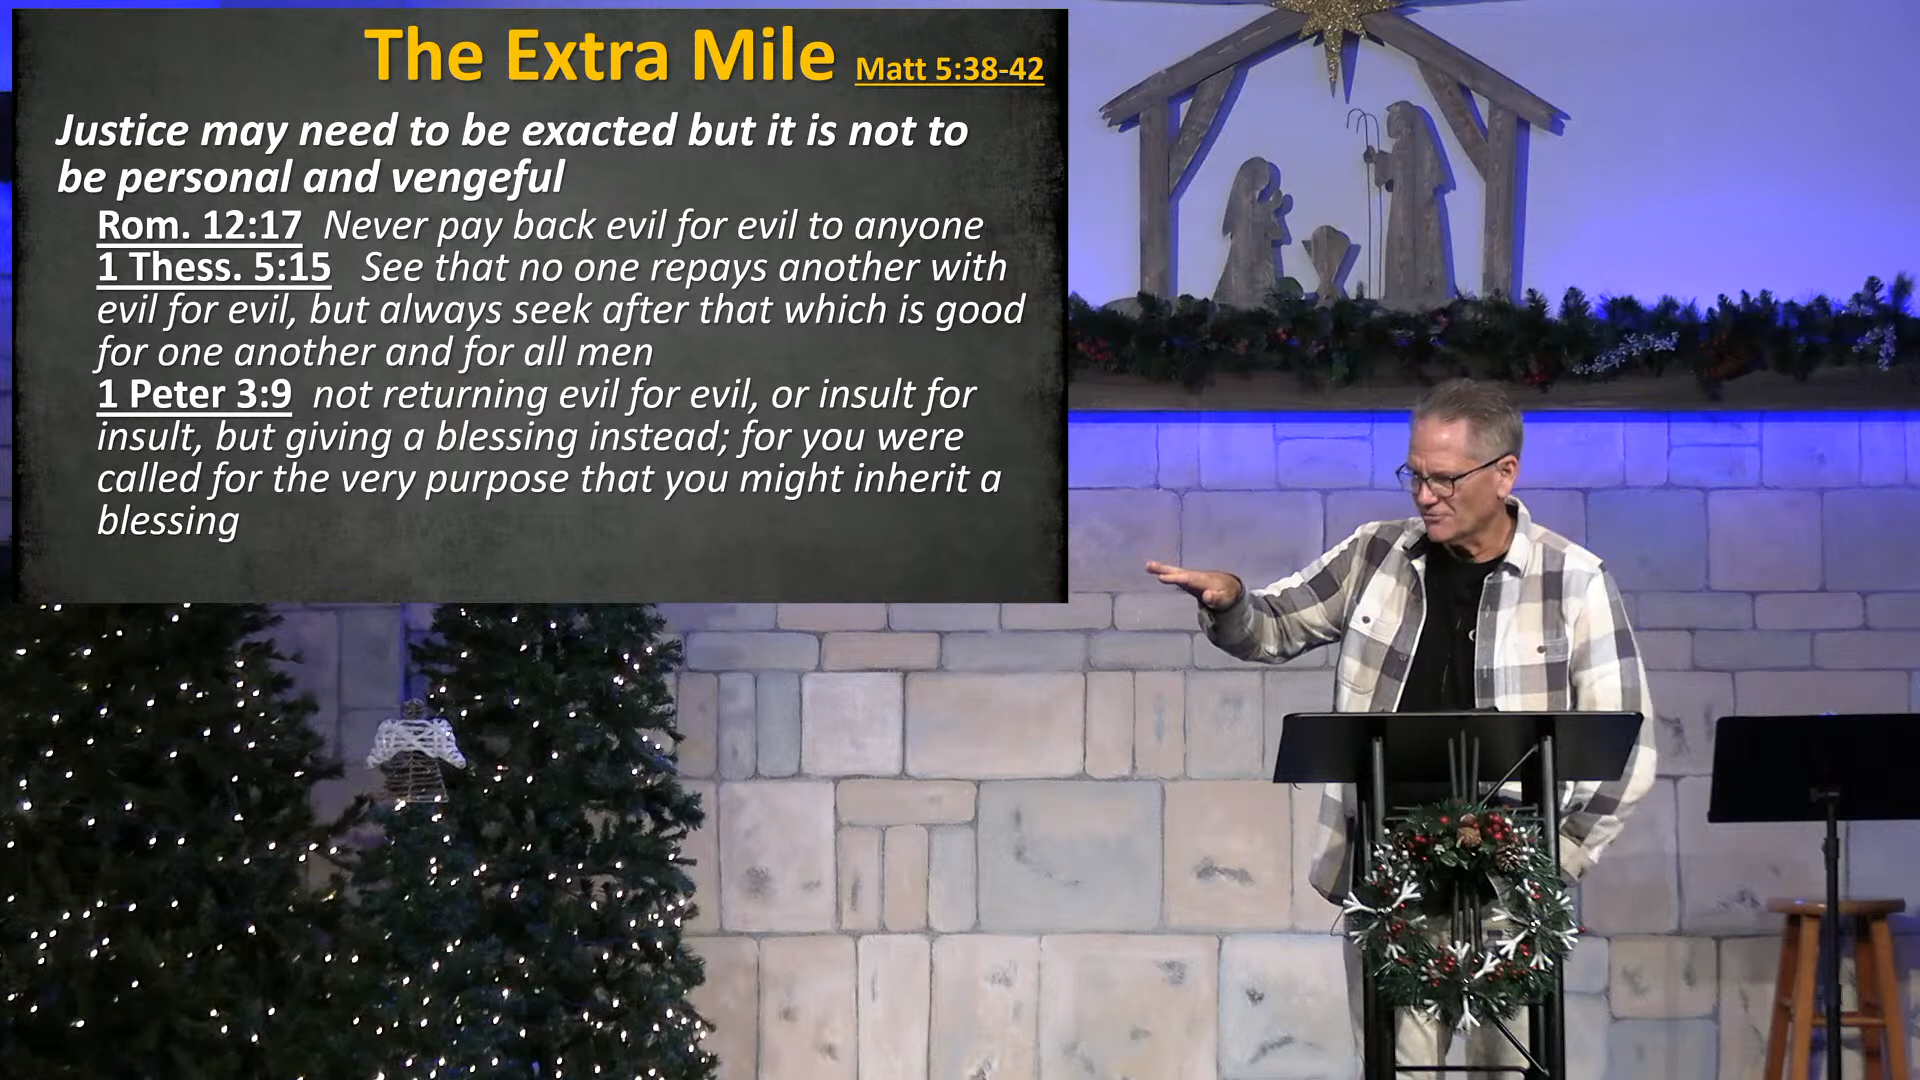 The Extra Mile Matt 5:38-42
Justice may need to be exacted but it is not to
be personal and vengeful
Rom. 12:17 Never pay back evil for evil to anyone
1 Thess. 5:15 See that no one repays another with
evil for evil, but always seek after that which is good
for one another and for all men
1 Peter 3:9 not returning evil for evil, or insult for
insult, but giving a blessing instead; for you were
called for the very purpose that you might inherit a
blessing